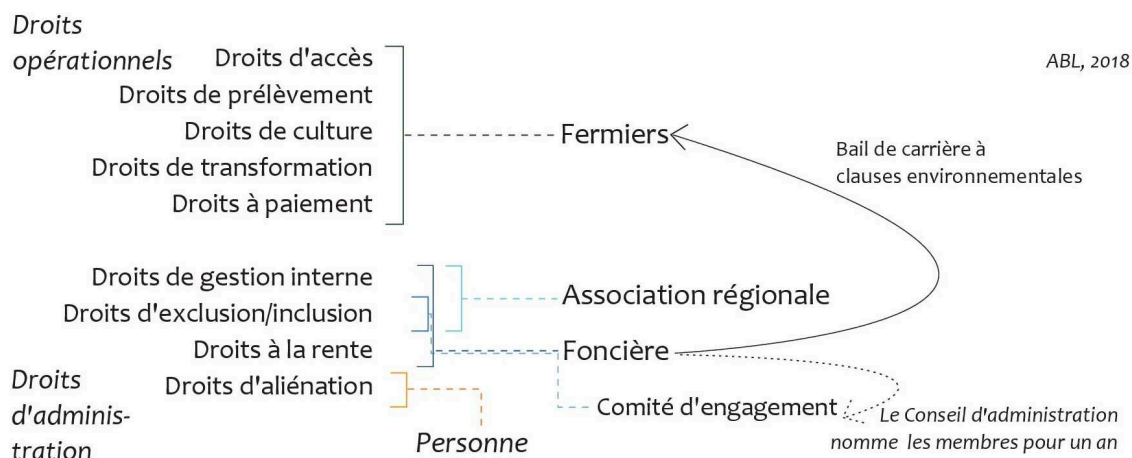 Droits
opérationnels
Droits d'accès
Droits de prélèvement
Droits de culture
Droits de transformation
Droits à paiement
Fermiers
ABL, 2018
Bail de carrière à
clauses environnementales
Droits de gestion interne
Droits d'exclusion/inclusion
Droits à la rente
Droits d'aliénation
Droits
d'adminis-
tration
Association régionale
Foncière
Comité d'engagement
Personne
Le Conseil d'administration
nomme les membres pour un an